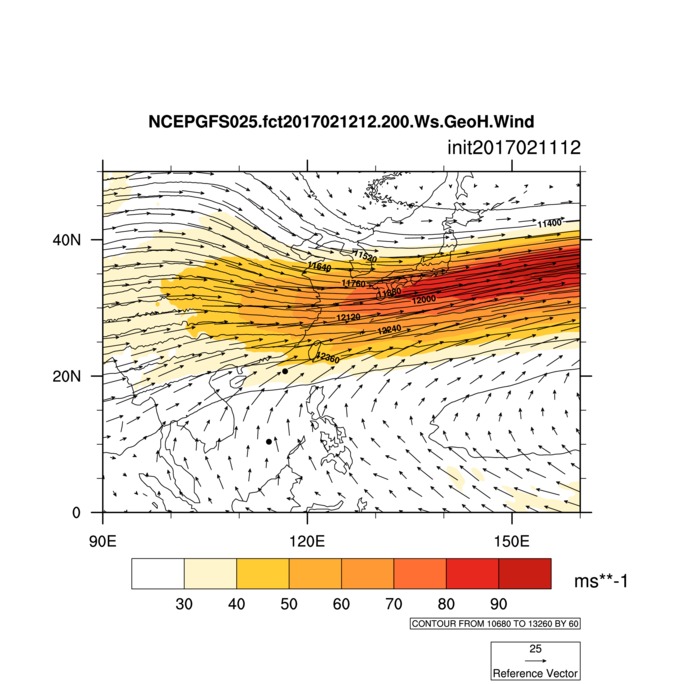 NCEPGFS025.fct2017021212.200.Ws.GeoH.Wind
init2017021112
11400
40N
11520
11640
11760
11880
12000
12120
12240
12360
20N
0
90E 120E 150E
ms**-1
30 40 50 60 70 80 90
CONTOUR FROM 10680 TO 13260 BY 60
25
Reference Vector